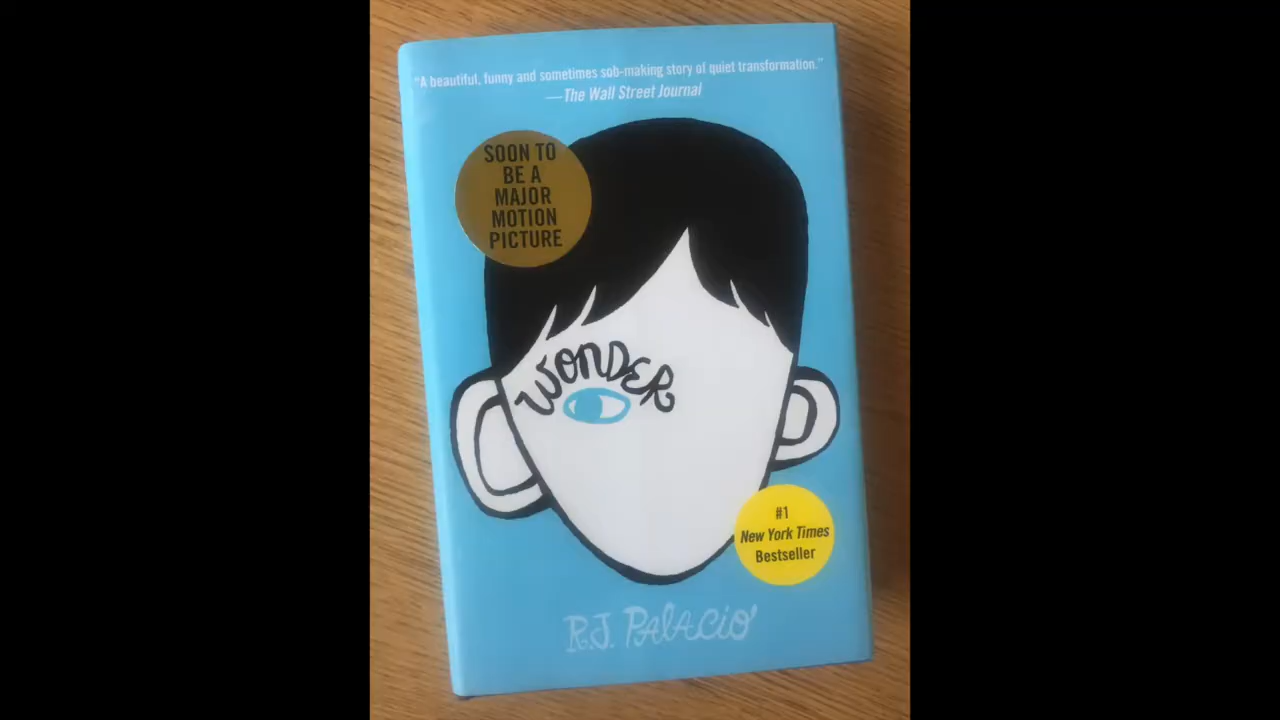 “A beautiful, funny and sometimes sob-making story of quiet transformation.”
—The Wall Street Journal
SOON TO
BE A
MAJOR
MOTION
PICTURE
WONDER
#1
New York Times
Bestseller
R.J. PALACIO